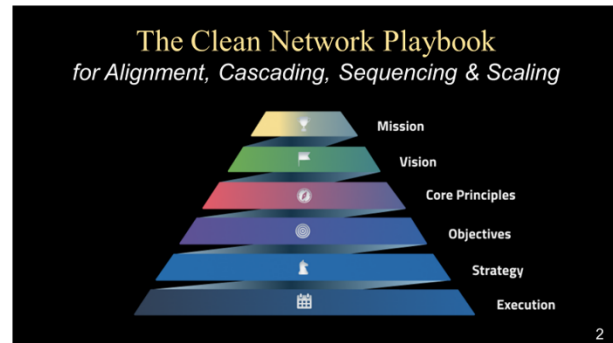 The Clean Network Playbook
for Alignment, Cascading, Sequencing & Scaling
Mission
Vision
Core Principles
Objectives
Strategy
Execution
2